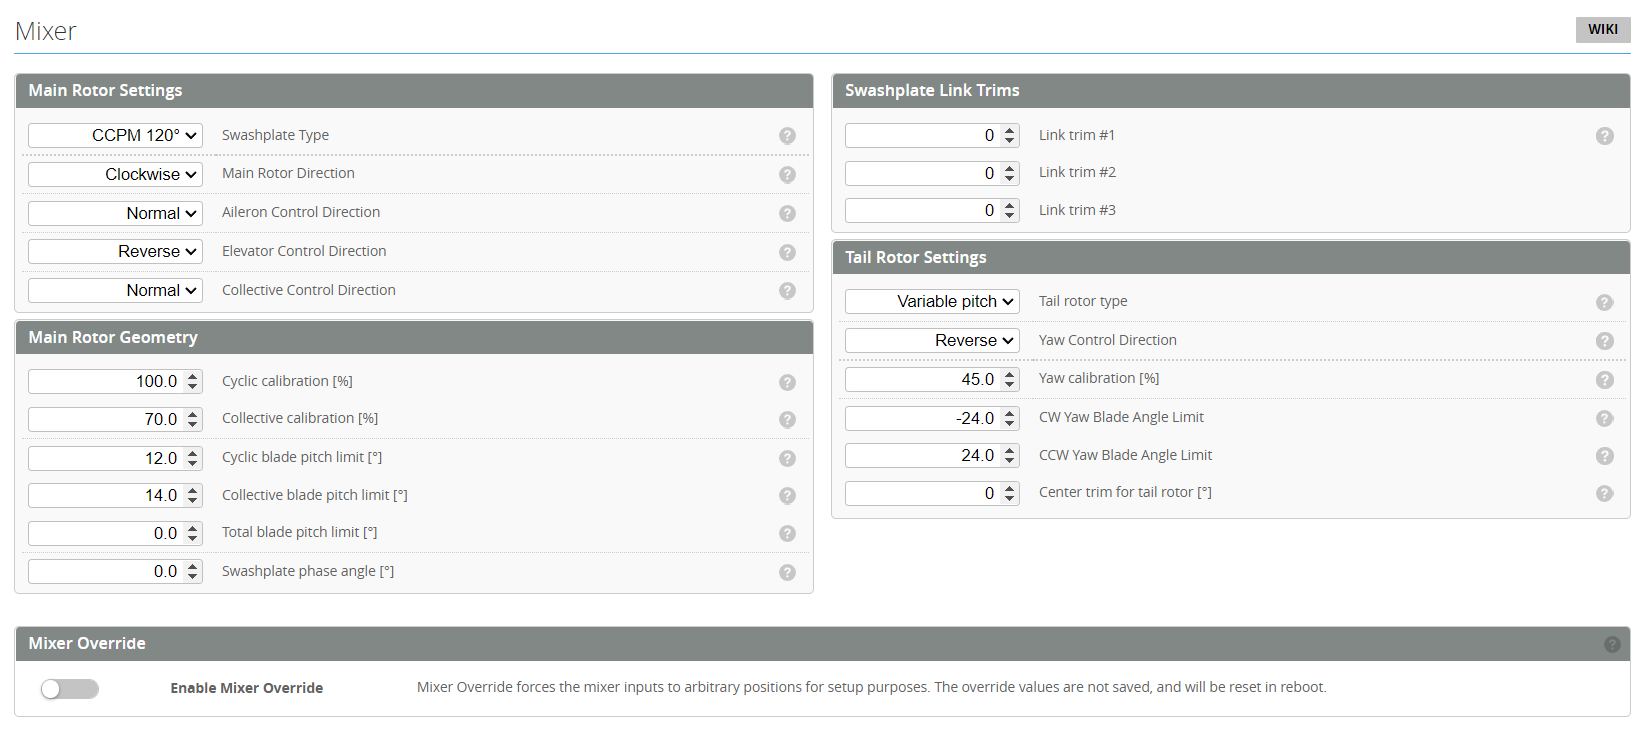 Mixer
WIKI
Main Rotor Settings
CCPM 120° Swashplate Type ?
Clockwise Main Rotor Direction ?
Normal Aileron Control Direction ?
Reverse Elevator Control Direction ?
Normal Collective Control Direction ?
Main Rotor Geometry
100.0 Cyclic calibration [%] ?
70.0 Collective calibration [%] ?
12.0 Cyclic blade pitch limit [°] ?
14.0 Collective blade pitch limit [°] ?
0.0 Total blade pitch limit [°] ?
0.0 Swashplate phase angle [°] ?
Swashplate Link Trims
0 Link trim #1 ?
0 Link trim #2
0 Link trim #3
Tail Rotor Settings
Variable pitch Tail rotor type ?
Reverse Yaw Control Direction ?
45.0 Yaw calibration [%] ?
-24.0 CW Yaw Blade Angle Limit ?
24.0 CCW Yaw Blade Angle Limit ?
0 Center trim for tail rotor [°] ?
Mixer Override ?
Enable Mixer Override Mixer Override forces the mixer inputs to arbitrary positions for setup purposes. The override values are not saved, and will be reset in reboot.